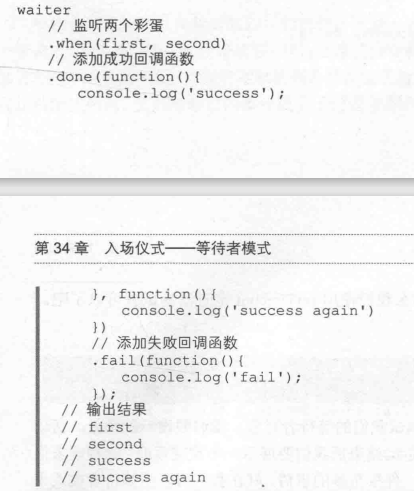 waiter
// 监听两个彩蛋
.when(first, second)
// 添加成功回调函数
.done(function(){
console.log('success');
第 34 章 入场仪式——等待者模式
}, function(){
console.log('success again')
})
// 添加失败回调函数
.fail(function(){
console.log('fail');
});
// 输出结果
// first
// second
// success
// success again